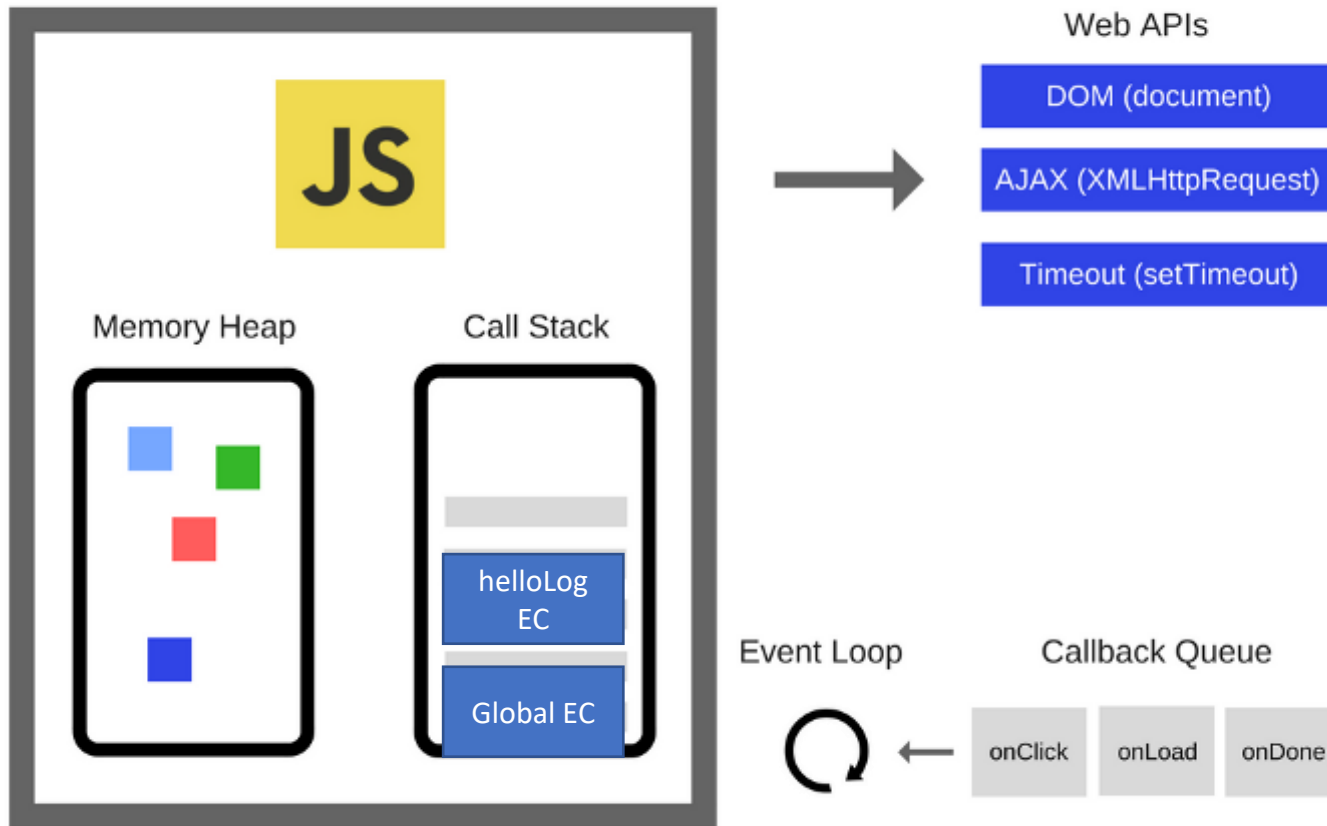 Web APIs
DOM (document)
JS
AJAX (XMLHttpRequest)
Timeout (setTimeout)
Memory Heap
Call Stack
helloLog
EC
Global EC
Event Loop
Callback Queue
onClick
onLoad
onDone